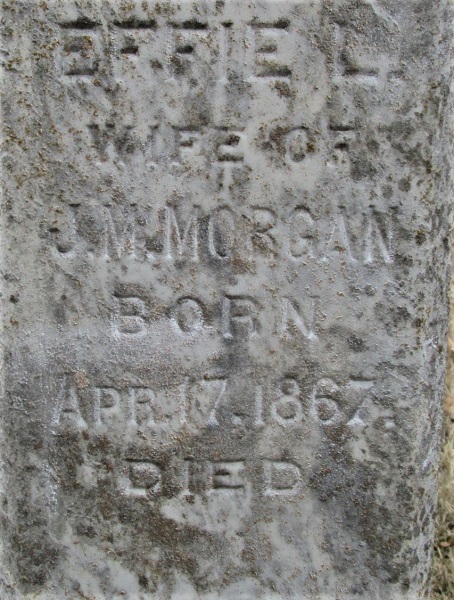 EFFIE L.
WIFE OF
J.M.MORGAN
BORN
APR.17.1867.
DIED